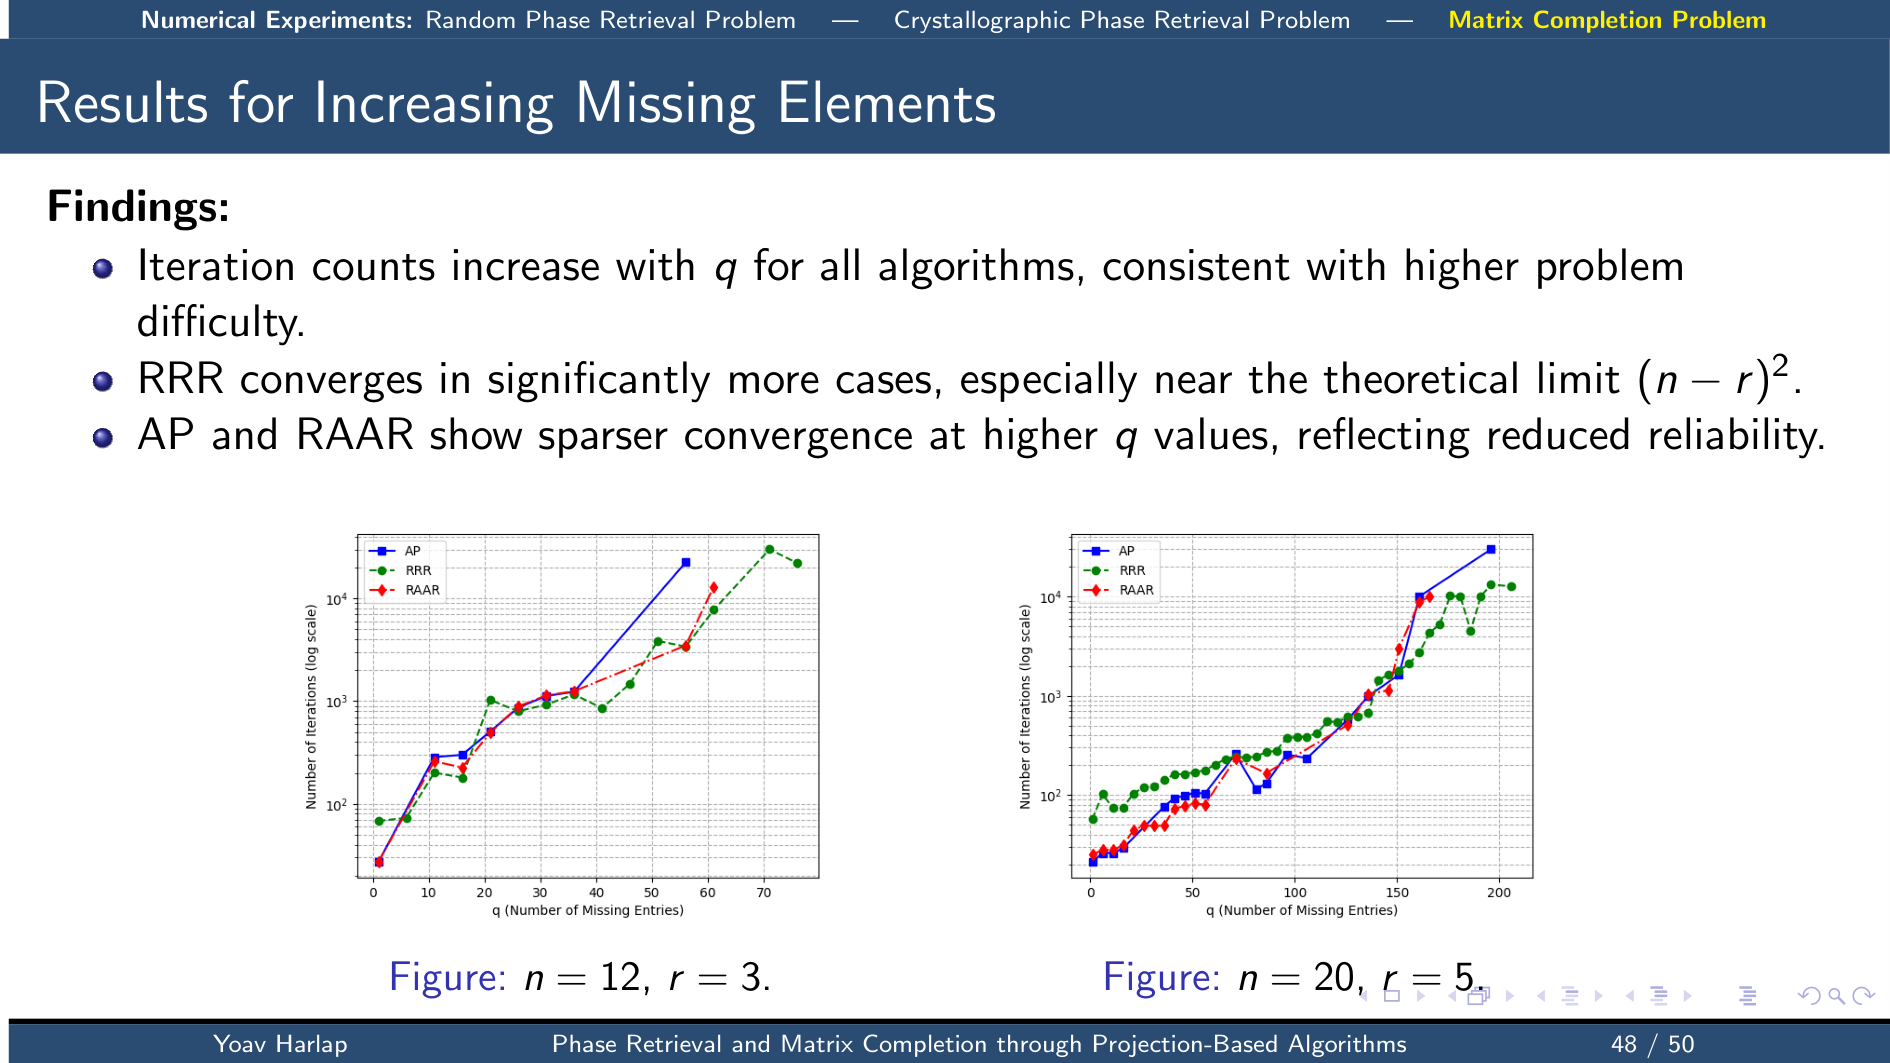 Numerical Experiments: Random Phase Retrieval Problem — Crystallographic Phase Retrieval Problem — Matrix Completion Problem
Results for Increasing Missing Elements
Findings:
Iteration counts increase with q for all algorithms, consistent with higher problem
difficulty.
RRR converges in significantly more cases, especially near the theoretical limit (n − r)².
AP and RAAR show sparser convergence at higher q values, reflecting reduced reliability.
AP
RRR
RAAR
Number of Iterations (log scale)
10⁴
10³
10²
0 10 20 30 40 50 60 70
q (Number of Missing Entries)
Figure: n = 12, r = 3.
AP
RRR
RAAR
Number of Iterations (log scale)
10⁴
10³
10²
0 50 100 150 200
q (Number of Missing Entries)
Figure: n = 20, r = 5.
Yoav Harlap Phase Retrieval and Matrix Completion through Projection-Based Algorithms 48 / 50